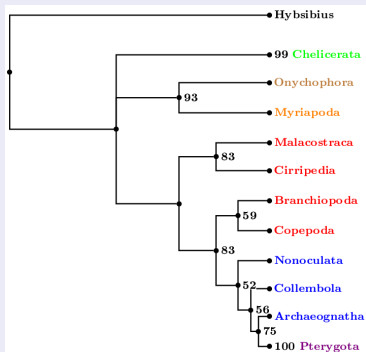 Hybsibius
99 Chelicerata
Onychophora
93
Myriapoda
Malacostraca
83
Cirripedia
Branchiopoda
59
Copepoda
83
Nonoculata
52
Collembola
56
Archaeognatha
75
100 Pterygota